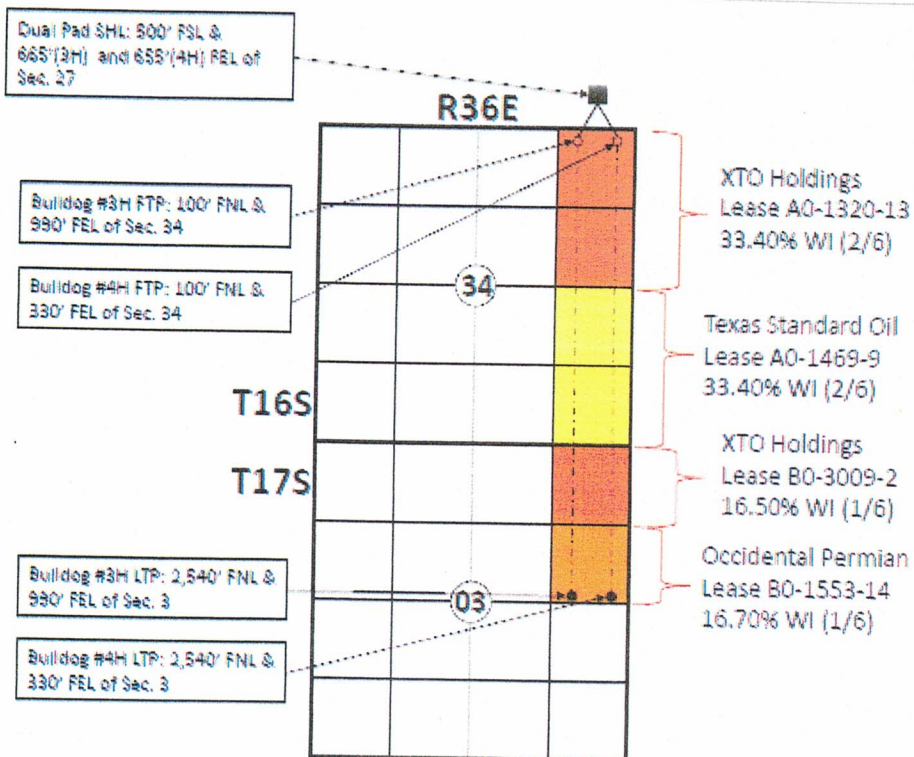 Dual Pad SHL: 500' FSL &
665'(3H) and 655'(4H) FEL of
Sec. 27
R36E
Bulldog #3H FTP: 100' FNL &
990' FEL of Sec. 34
Bulldog #4H FTP: 100' FNL &
330' FEL of Sec. 34
34
T16S
T17S
Bulldog #3H LTP: 2,540' FNL &
990' FEL of Sec. 3
03
Bulldog #4H LTP: 2,540' FNL &
330' FEL of Sec. 3
XTO Holdings
Lease A0-1320-13
33.40% WI (2/6)
Texas Standard Oil
Lease A0-1469-9
33.40% WI (2/6)
XTO Holdings
Lease B0-3009-2
16.50% WI (1/6)
Occidental Permian
Lease B0-1553-14
16.70% WI (1/6)